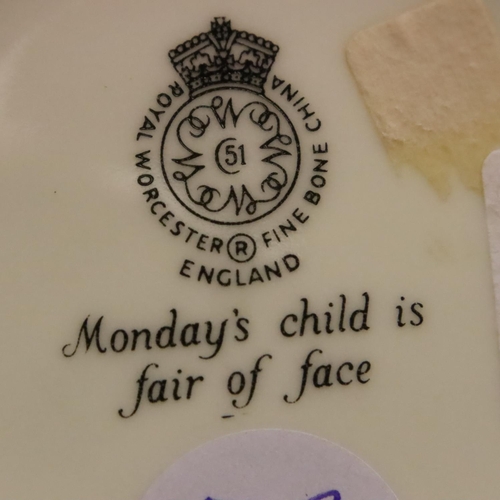 ROYAL WORCESTER ® FINE BONE CHINA
51
ENGLAND
Monday's child is
fair of face